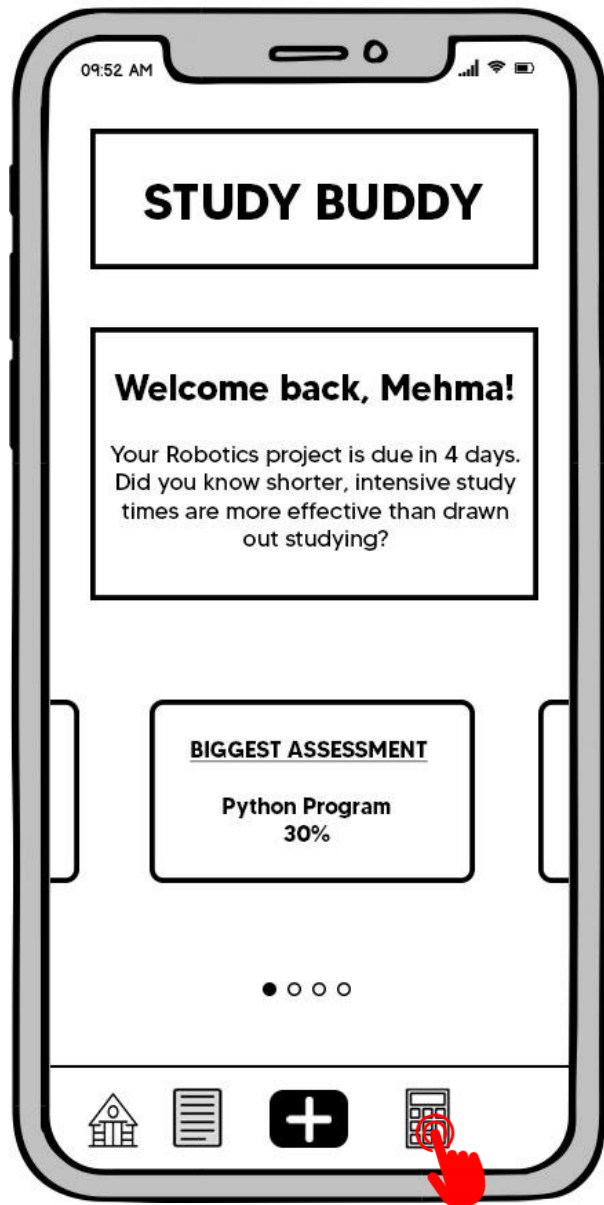 09:52 AM
STUDY BUDDY
Welcome back, Mehma!
Your Robotics project is due in 4 days.
Did you know shorter, intensive study
times are more effective than drawn
out studying?
BIGGEST ASSESSMENT
Python Program
30%